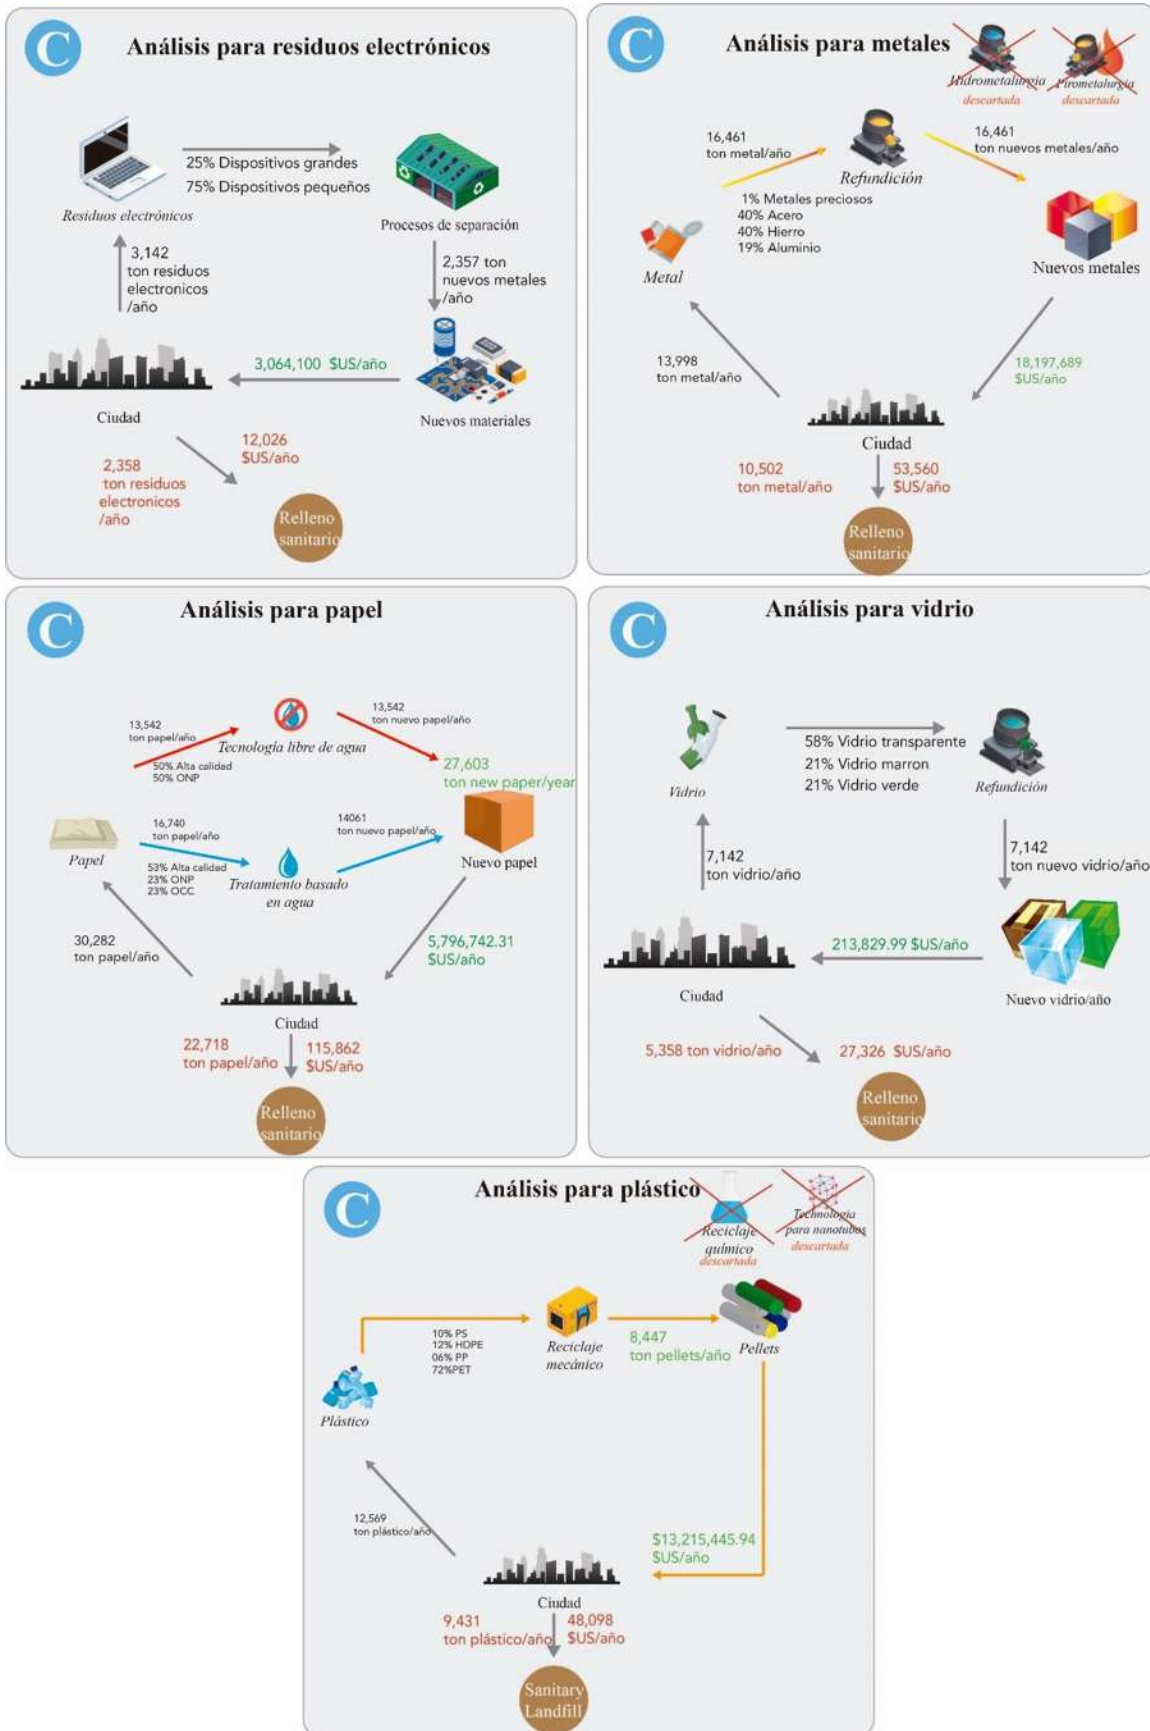 C
Análisis para residuos electrónicos
25% Dispositivos grandes
75% Dispositivos pequeños
Residuos electrónicos
Procesos de separación
3,142
ton residuos
electronicos
/año
2,357 ton
nuevos metales
/año
3,064,100 $US/año
Ciudad
Nuevos materiales
12,026
$US/año
2,358
ton residuos
electronicos
/año
Relleno
sanitario
C
Análisis para metales
Hidrometalurgia
descartada
Pirometalurgia
descartada
16,461
ton metal/año
16,461
ton nuevos metales/año
Refundición
1% Metales preciosos
40% Acero
40% Hierro
19% Aluminio
Metal
Nuevos metales
13,998
ton metal/año
18,197,689
$US/año
Ciudad
10,502
ton metal/año
53,560
$US/año
Relleno
sanitario
C
Análisis para papel
13,542
ton papel/año
13,542
ton nuevo papel/año
Tecnología libre de agua
50% Alta calidad
50% ONP
27,603
ton new paper/year
16,740
ton papel/año
14061
ton nuevo papel/año
Papel
Nuevo papel
53% Alta calidad
23% ONP
23% OCC
Tratamiento basado
en agua
30,282
ton papel/año
5,796,742.31
$US/año
Ciudad
22,718
ton papel/año
115,862
$US/año
Relleno
sanitario
C
Análisis para vidrio
58% Vidrio transparente
21% Vidrio marron
21% Vidrio verde
Vidrio
Refundición
7,142
ton vidrio/año
7,142
ton nuevo vidrio/año
213,829.99 $US/año
Ciudad
Nuevo vidrio/año
5,358 ton vidrio/año
27,326 $US/año
Relleno
sanitario
C
Análisis para plástico
Reciclaje
químico
descartada
Technologia
para nanotubos
descartada
10% PS
12% HDPE
06% PP
72%PET
Reciclaje
mecánico
8,447
ton pellets/año
Pellets
Plástico
12,569
ton plástico/año
$13,215,445.94
$US/año
Ciudad
9,431
ton plástico/año
48,098
$US/año
Sanitary
Landfill